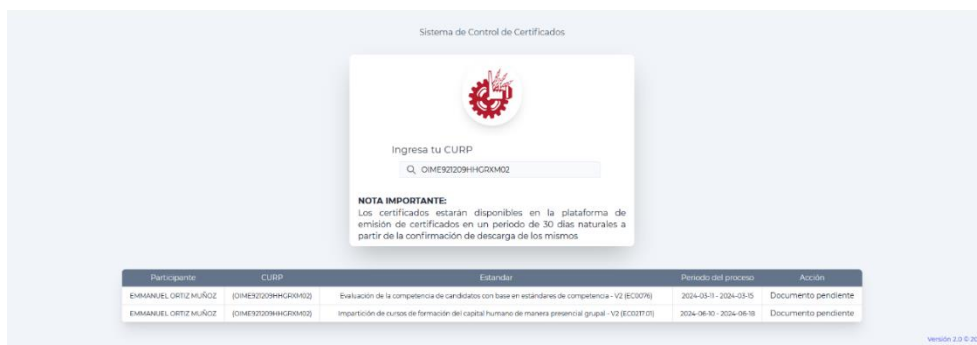 Sistema de Control de Certificados
Ingresa tu CURP
OIME921209HHGRXM02
NOTA IMPORTANTE:
Los certificados estarán disponibles en la plataforma de
emisión de certificados en un periodo de 30 días naturales a
partir de la confirmación de descarga de los mismos
Participante CURP Estandar Periodo del proceso Acción
EMMANUEL ORTIZ MUÑOZ (OIME921209HHGRXM02) Evaluación de la competencia de candidatos con base en estándares de competencia - V2 (EC0076) 2024-03-11 - 2024-03-15 Documento pendiente
EMMANUEL ORTIZ MUÑOZ (OIME921209HHGRXM02) Impartición de cursos de formación del capital humano de manera presencial grupal - V2 (EC0217.01) 2024-06-10 - 2024-06-18 Documento pendiente
Versión 2.0 © 20